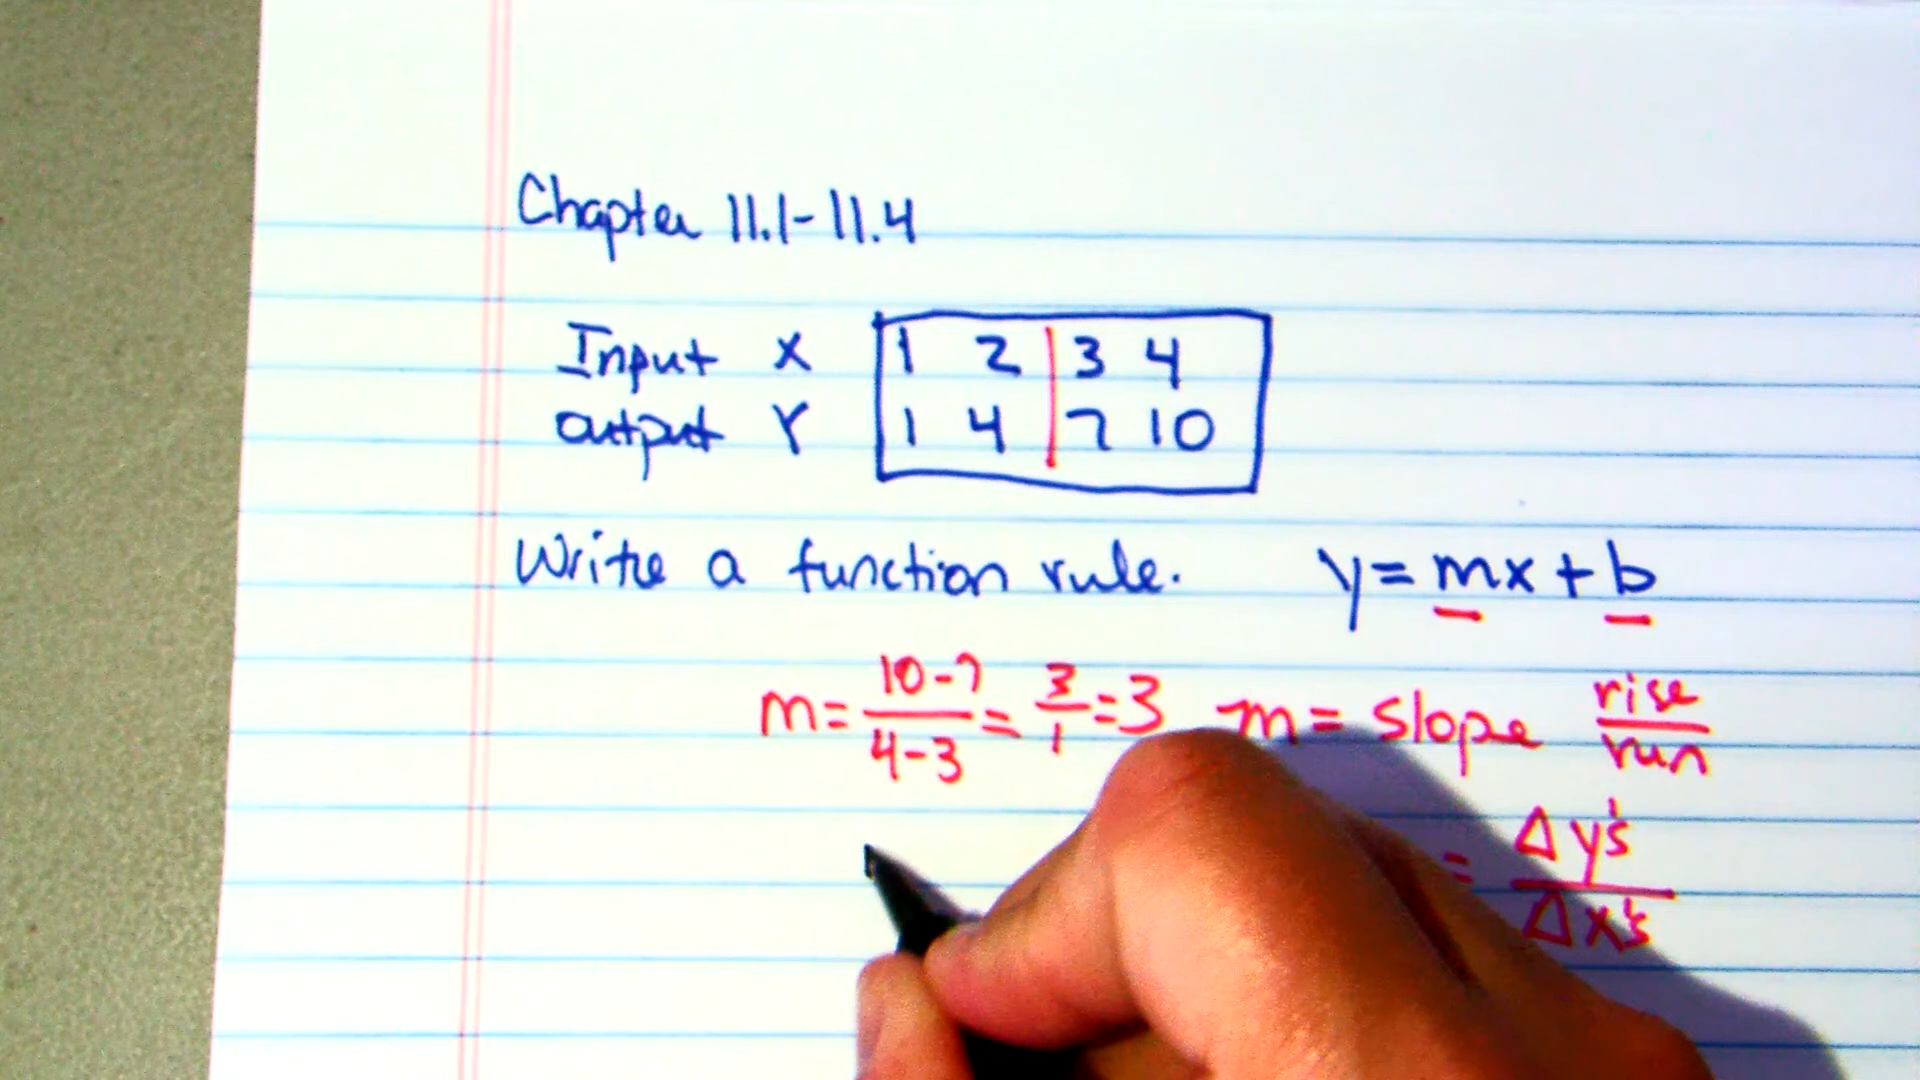 Chapter 11.1-11.4
Input x 1 2 3 4
output Y 1 4 7 10
Write a function rule. y=mx+b
m= 10-7 / 4-3 = 3/1 =3 m= slope rise/run
= Δy's / Δx's